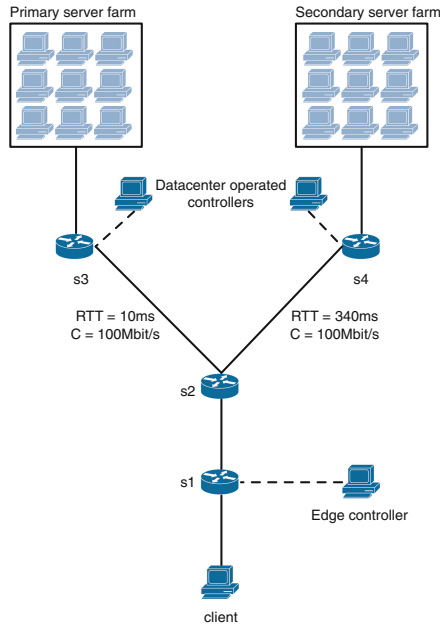 Primary server farm
Secondary server farm
Datacenter operated
controllers
s3
s4
RTT = 10ms
C = 100Mbit/s
RTT = 340ms
C = 100Mbit/s
s2
s1
Edge controller
client